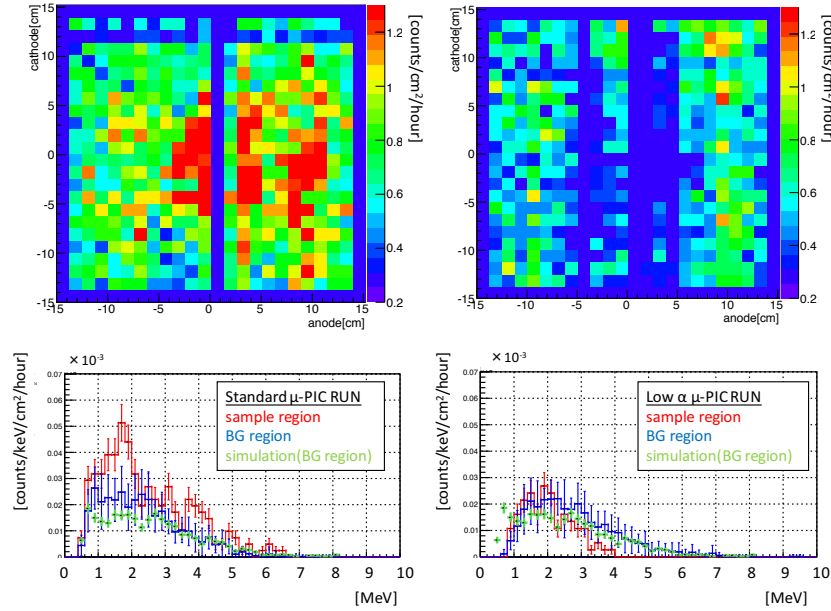 cathode[cm]
15
10
5
0
-5
-10
-15
-15 -10 -5 0 5 10 15
anode[cm]
1.2
1
0.8
0.6
0.4
0.2
[counts/cm²/hour]
cathode[cm]
15
10
5
0
-5
-10
-15
-15 -10 -5 0 5 10 15
anode[cm]
1.2
1
0.8
0.6
0.4
0.2
[counts/cm²/hour]
× 10⁻³
[counts/keV/cm²/hour]
0.07
0.06
0.05
0.04
0.03
0.02
0.01
0
Standard μ-PIC RUN
sample region
BG region
simulation(BG region)
0 1 2 3 4 5 6 7 8 9 10
[MeV]
× 10⁻³
[counts/keV/cm²/hour]
0.07
0.06
0.05
0.04
0.03
0.02
0.01
0
Low α μ-PIC RUN
sample region
BG region
simulation(BG region)
0 1 2 3 4 5 6 7 8 9 10
[MeV]